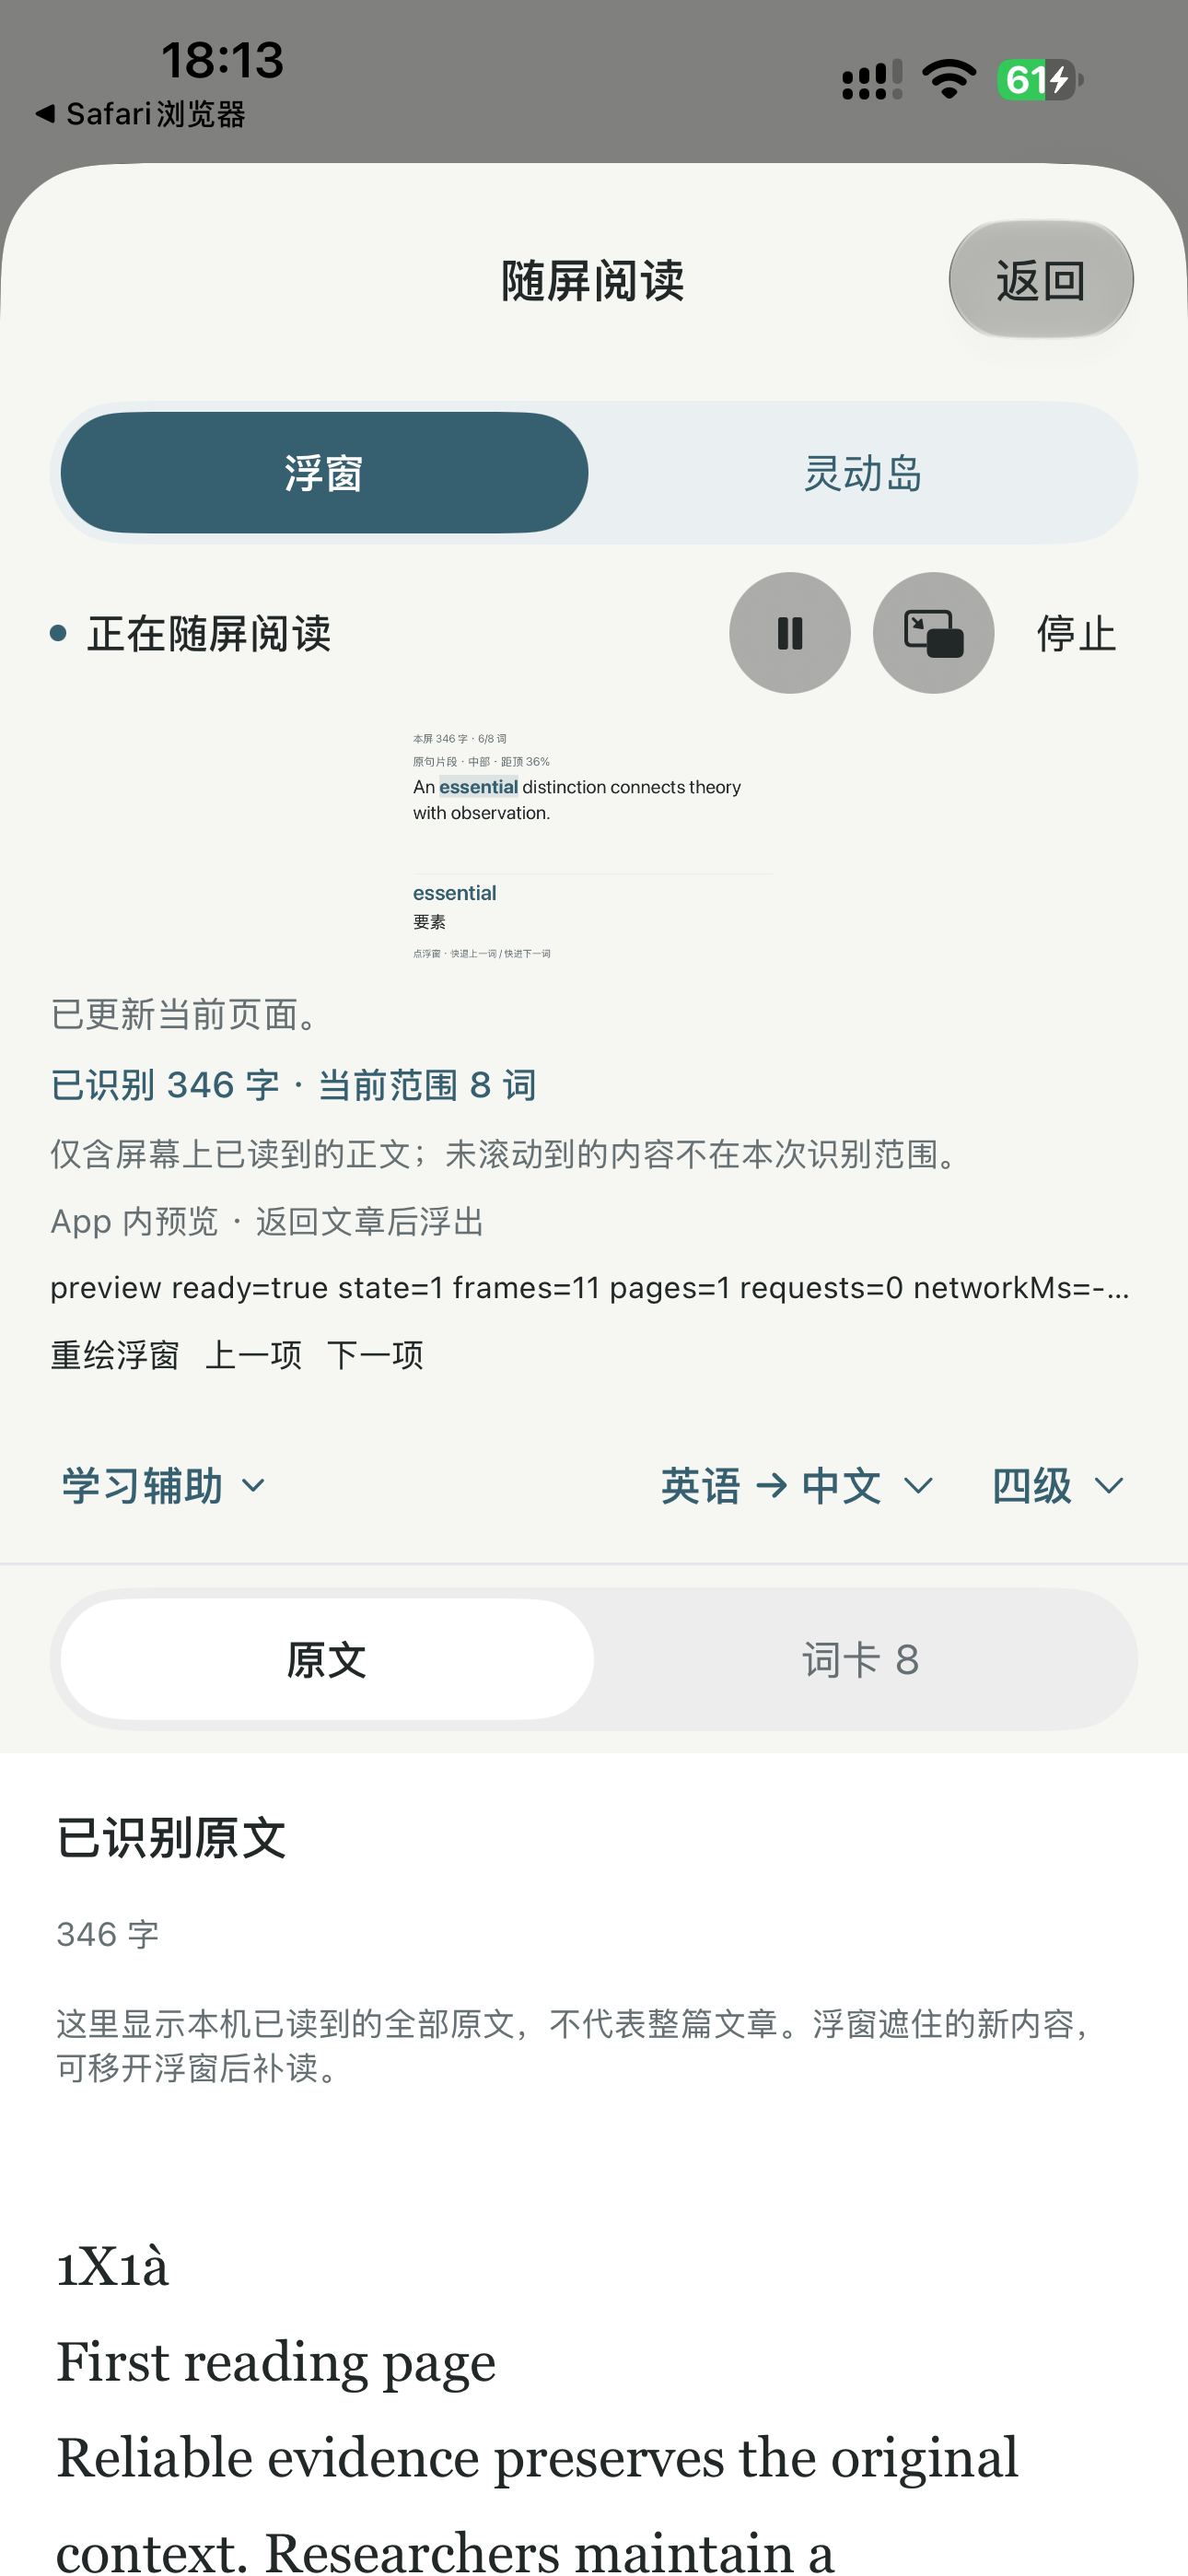 18:13
Safari浏览器
61
随屏阅读
返回
浮窗
灵动岛
正在随屏阅读
停止
本屏 346 字 · 6/8 词
原句片段 · 中部 · 距顶 36%
An essential distinction connects theory
with observation.
essential
要素
点浮窗 · 快退上一词 / 快进下一词
已更新当前页面。
已识别 346 字 · 当前范围 8 词
仅含屏幕上已读到的正文；未滚动到的内容不在本次识别范围。
App 内预览 · 返回文章后浮出
preview ready=true state=1 frames=11 pages=1 requests=0 networkMs=-...
重绘浮窗 上一项 下一项
学习辅助
英语 → 中文
四级
原文
词卡 8
已识别原文
346 字
这里显示本机已读到的全部原文，不代表整篇文章。浮窗遮住的新内容，
可移开浮窗后补读。
1X1à
First reading page
Reliable evidence preserves the original
context. Researchers maintain a